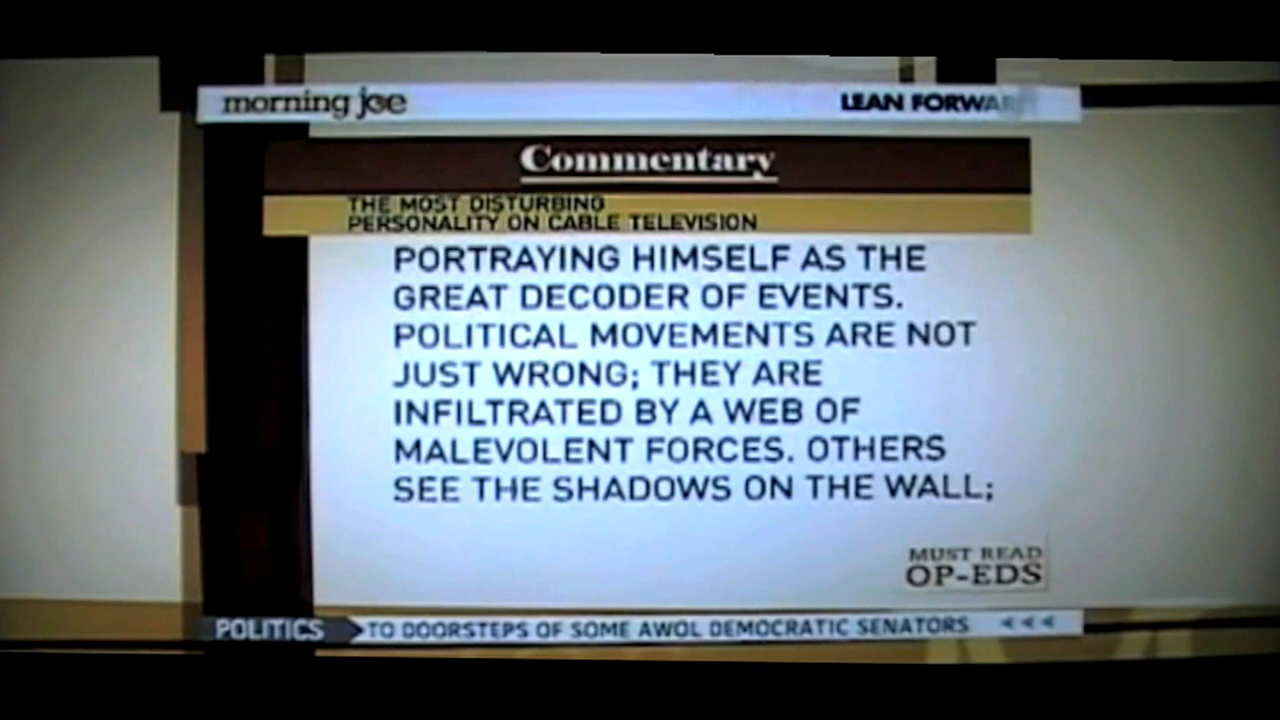 morning joe
LEAN FORWARD
Commentary
THE MOST DISTURBING
PERSONALITY ON CABLE TELEVISION
PORTRAYING HIMSELF AS THE
GREAT DECODER OF EVENTS.
POLITICAL MOVEMENTS ARE NOT
JUST WRONG; THEY ARE
INFILTRATED BY A WEB OF
MALEVOLENT FORCES. OTHERS
SEE THE SHADOWS ON THE WALL;
MUST READ
OP-EDS
POLITICS TO DOORSTEPS OF SOME AWOL DEMOCRATIC SENATORS